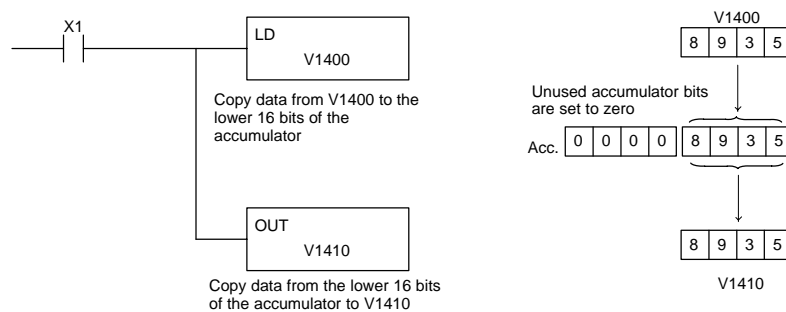 X1
LD
V1400
Copy data from V1400 to the
lower 16 bits of the
accumulator
OUT
V1410
Copy data from the lower 16 bits
of the accumulator to V1410
V1400
8 9 3 5
Unused accumulator bits
are set to zero
Acc. 0 0 0 0 8 9 3 5
8 9 3 5
V1410